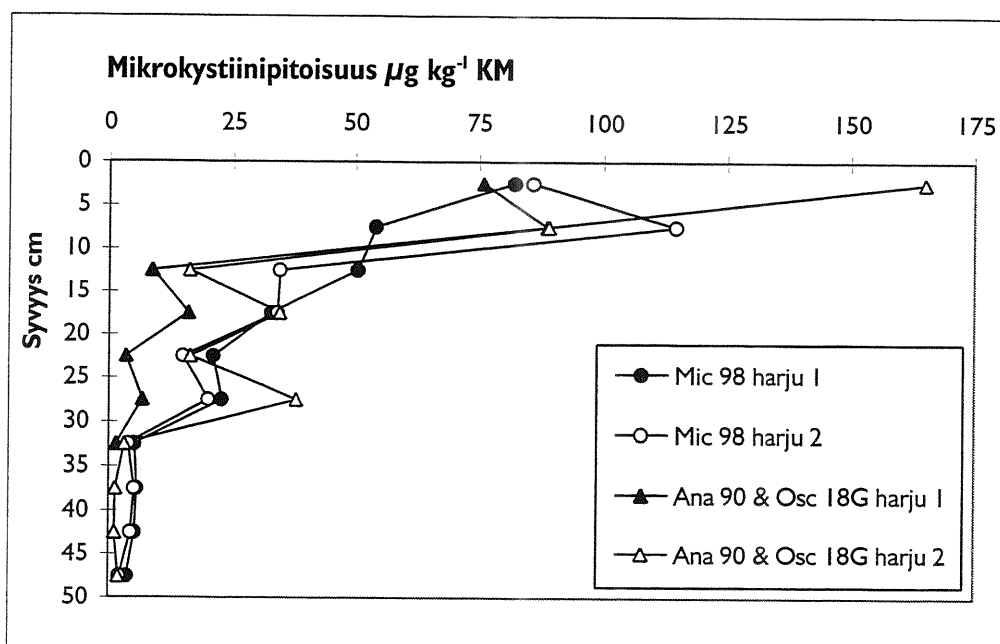 Mikrokystiinipitoisuus µg kg⁻¹ KM
0 25 50 75 100 125 150 175
Syvyys cm
0
5
10
15
20
25
30
35
40
45
50
Mic 98 harju 1
Mic 98 harju 2
Ana 90 & Osc 18G harju 1
Ana 90 & Osc 18G harju 2